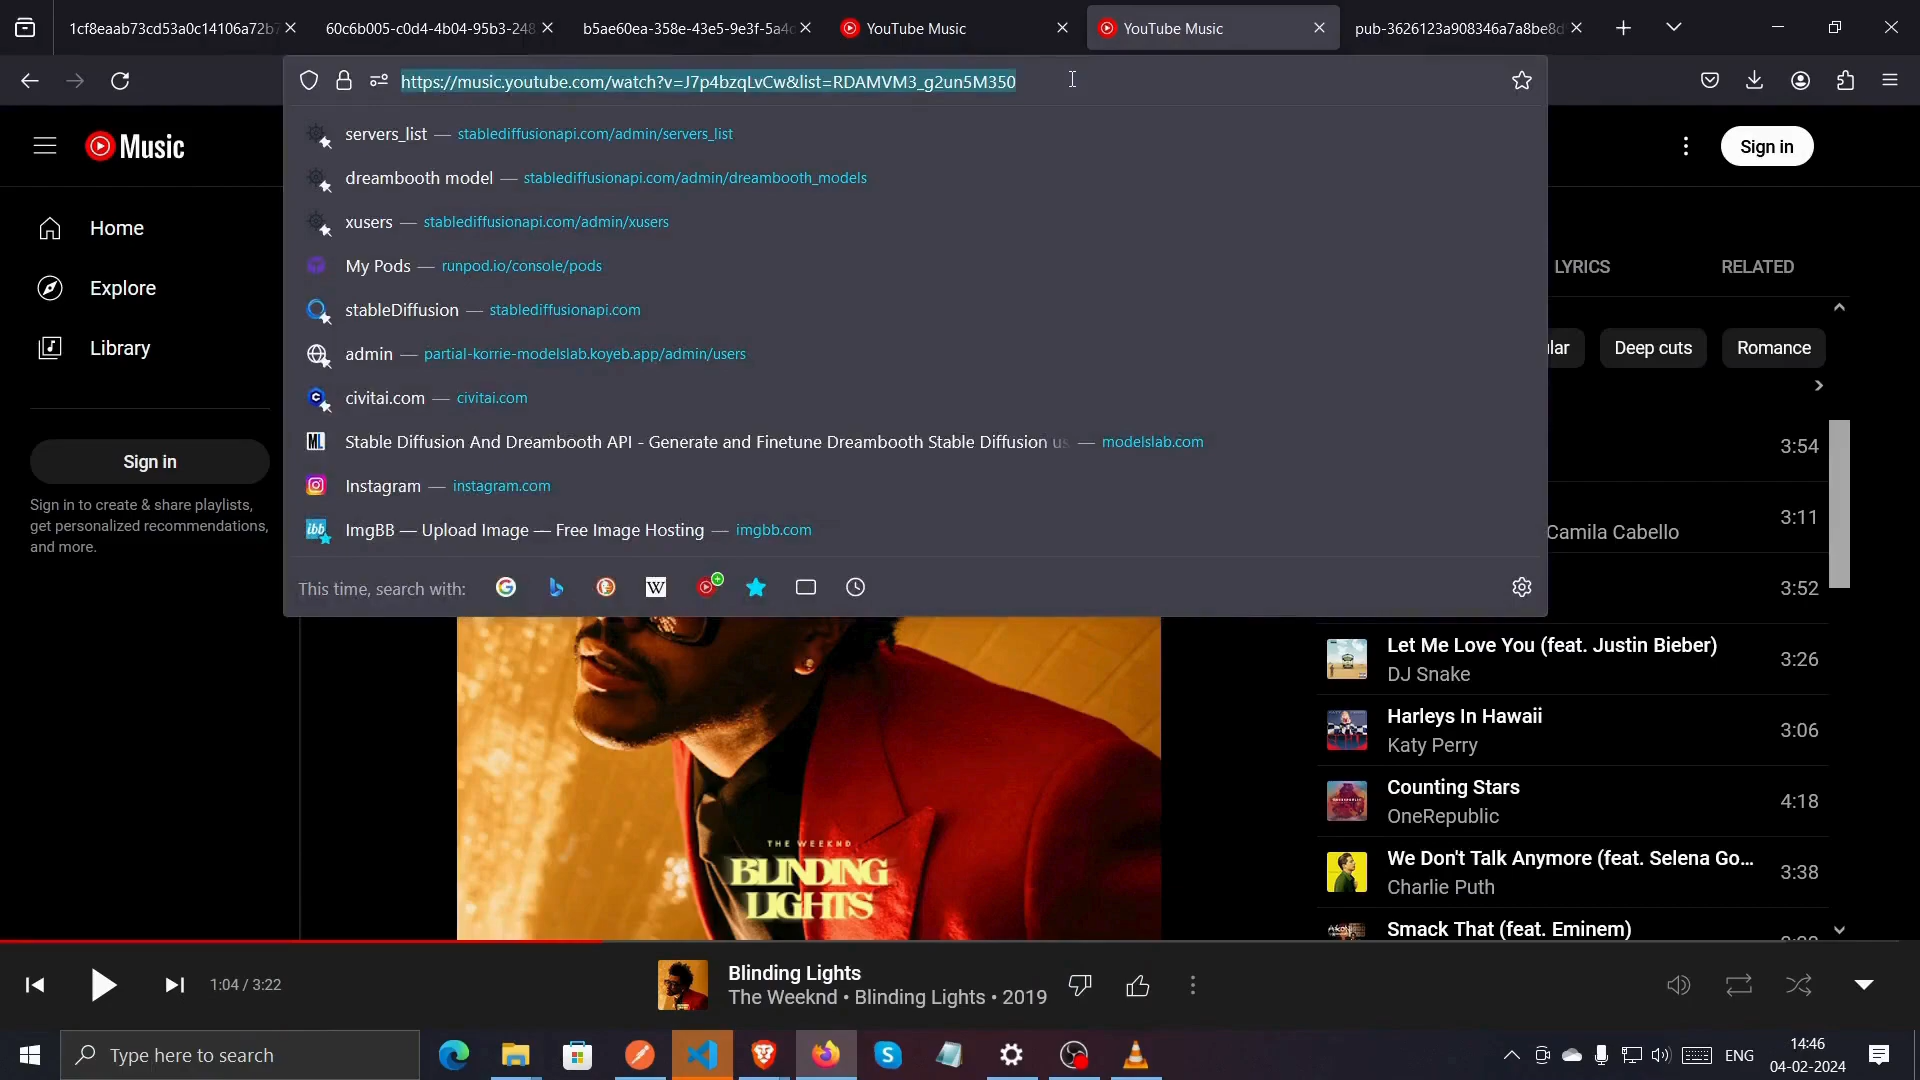 1cf8eaab73cd53a0c14106a72b7
60c6b005-c0d4-4b04-95b3-248
b5ae60ea-358e-43e5-9e3f-5a4c
YouTube Music
YouTube Music
pub-3626123a908346a7a8be8d
https://music.youtube.com/watch?v=J7p4bzqLvCw&list=RDAMVM3_g2un5M350
Music
Sign in
Home
Explore
Library
Sign in
Sign in to create & share playlists,
get personalized recommendations,
and more.
servers_list — stablediffusionapi.com/admin/servers_list
dreambooth model — stablediffusionapi.com/admin/dreambooth_models
xusers — stablediffusionapi.com/admin/xusers
My Pods — runpod.io/console/pods
stableDiffusion — stablediffusionapi.com
admin — partial-korrie-modelslab.koyeb.app/admin/users
civitai.com — civitai.com
ML Stable Diffusion And Dreambooth API - Generate and Finetune Dreambooth Stable Diffusion us — modelslab.com
Instagram — instagram.com
ibb ImgBB — Upload Image — Free Image Hosting — imgbb.com
This time, search with:
LYRICS
RELATED
lar
Deep cuts
Romance
3:54
3:11
Camila Cabello
3:52
Let Me Love You (feat. Justin Bieber)
DJ Snake
3:26
Harleys In Hawaii
Katy Perry
3:06
Counting Stars
OneRepublic
4:18
We Don't Talk Anymore (feat. Selena Go...
Charlie Puth
3:38
Smack That (feat. Eminem)
THE WEEKND
BLINDING
LIGHTS
1:04 / 3:22
Blinding Lights
The Weeknd • Blinding Lights • 2019
Type here to search
ENG
14:46
04-02-2024